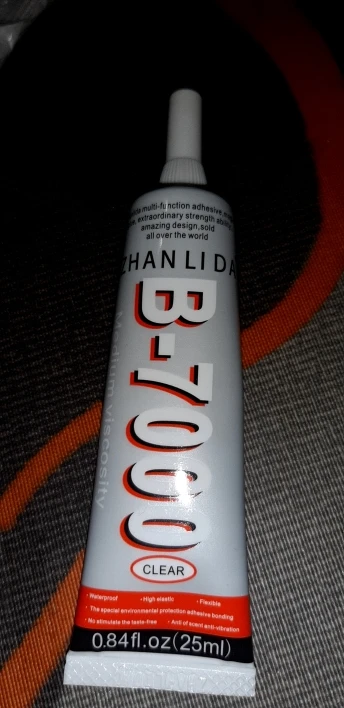 multi-function adhesive,
extraordinary strength
amazing design,sold
all over the world
ZHANLIDA
B-7000
Medium viscosity
CLEAR
· Waterproof · High elastic · Flexible
· The special environmental protection adhesive bonding
· No stimulate the taste-free · Anti of scent anti-vibration
0.84fl.oz(25ml)